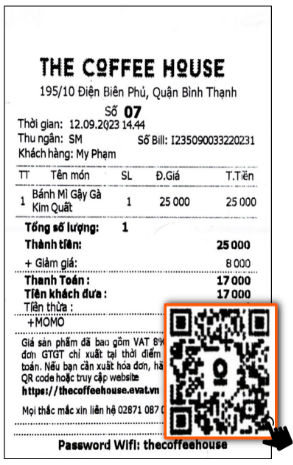 THE COFFEE HOUSE
195/10 Điện Biên Phủ, Quận Bình Thạnh
Số 07
Thời gian: 12.09.2023 14.44
Thu ngân: SM Số Bill: I235090033220231
Khách hàng: My Phạm
TT Tên món SL Đ.Giá T.Tiền
1 Bánh Mì Gậy Gà Kim Quất 1 25 000 25 000
Tổng số lượng: 1
Thành tiền: 25 000
+ Giảm giá: 8 000
Thanh Toán : 17 000
Tiền khách đưa : 17 000
Tiền thừa :
+MOMO
Giá sản phẩm đã bao gồm VAT 8%
đơn GTGT chỉ xuất tại thời điểm
toán. Nếu bạn cần xuất hóa đơn, hã
QR code hoặc truy cập website
https://thecoffeehouse.evat.vn
Mọi thắc mắc xin liên hệ 02871 087 0
Password Wifi: thecoffeehouse